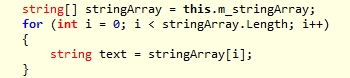 string[] stringArray = this.m_stringArray;
for (int i = 0; i < stringArray.Length; i++)
{
    string text = stringArray[i];
}